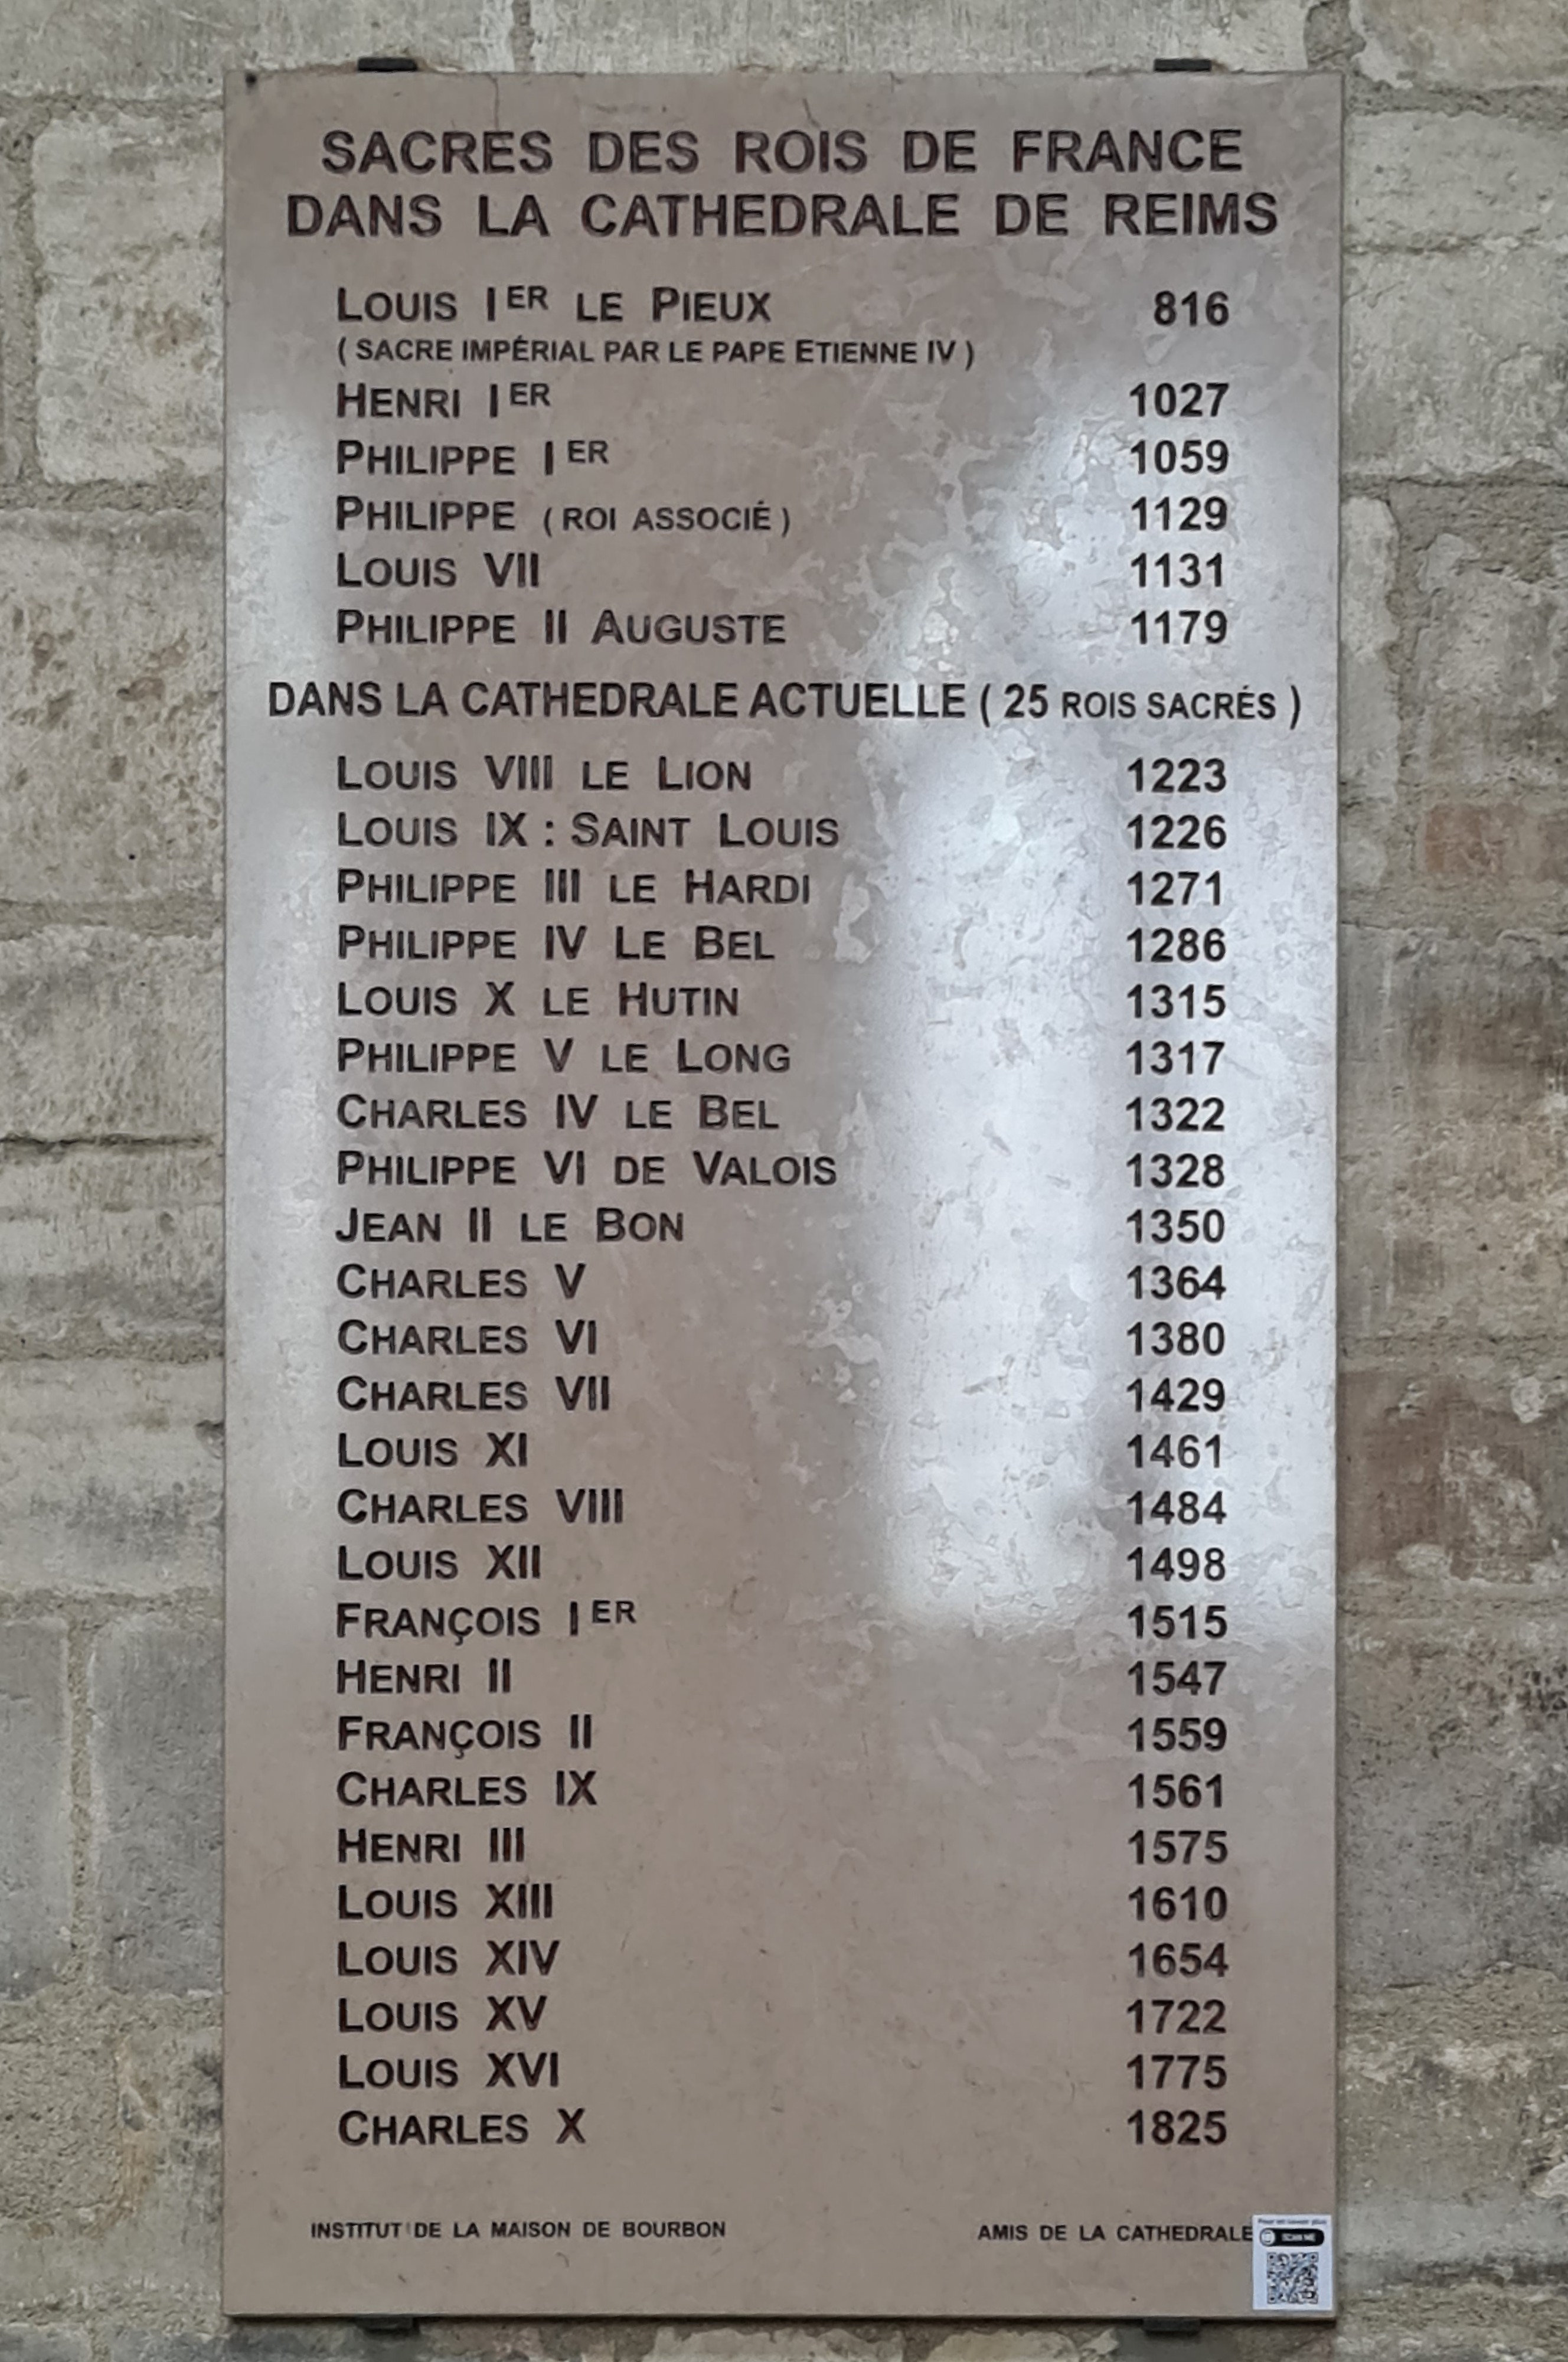 SACRES DES ROIS DE FRANCE
DANS LA CATHEDRALE DE REIMS
LOUIS IER LE PIEUX 816
( SACRE IMPÉRIAL PAR LE PAPE ETIENNE IV )
HENRI IER 1027
PHILIPPE IER 1059
PHILIPPE ( ROI ASSOCIÉ ) 1129
LOUIS VII 1131
PHILIPPE II AUGUSTE 1179
DANS LA CATHEDRALE ACTUELLE ( 25 ROIS SACRÉS )
LOUIS VIII LE LION 1223
LOUIS IX : SAINT LOUIS 1226
PHILIPPE III LE HARDI 1271
PHILIPPE IV LE BEL 1286
LOUIS X LE HUTIN 1315
PHILIPPE V LE LONG 1317
CHARLES IV LE BEL 1322
PHILIPPE VI DE VALOIS 1328
JEAN II LE BON 1350
CHARLES V 1364
CHARLES VI 1380
CHARLES VII 1429
LOUIS XI 1461
CHARLES VIII 1484
LOUIS XII 1498
FRANÇOIS IER 1515
HENRI II 1547
FRANÇOIS II 1559
CHARLES IX 1561
HENRI III 1575
LOUIS XIII 1610
LOUIS XIV 1654
LOUIS XV 1722
LOUIS XVI 1775
CHARLES X 1825
INSTITUT DE LA MAISON DE BOURBON AMIS DE LA CATHEDRALE
Pour en savoir plus
SCAN ME